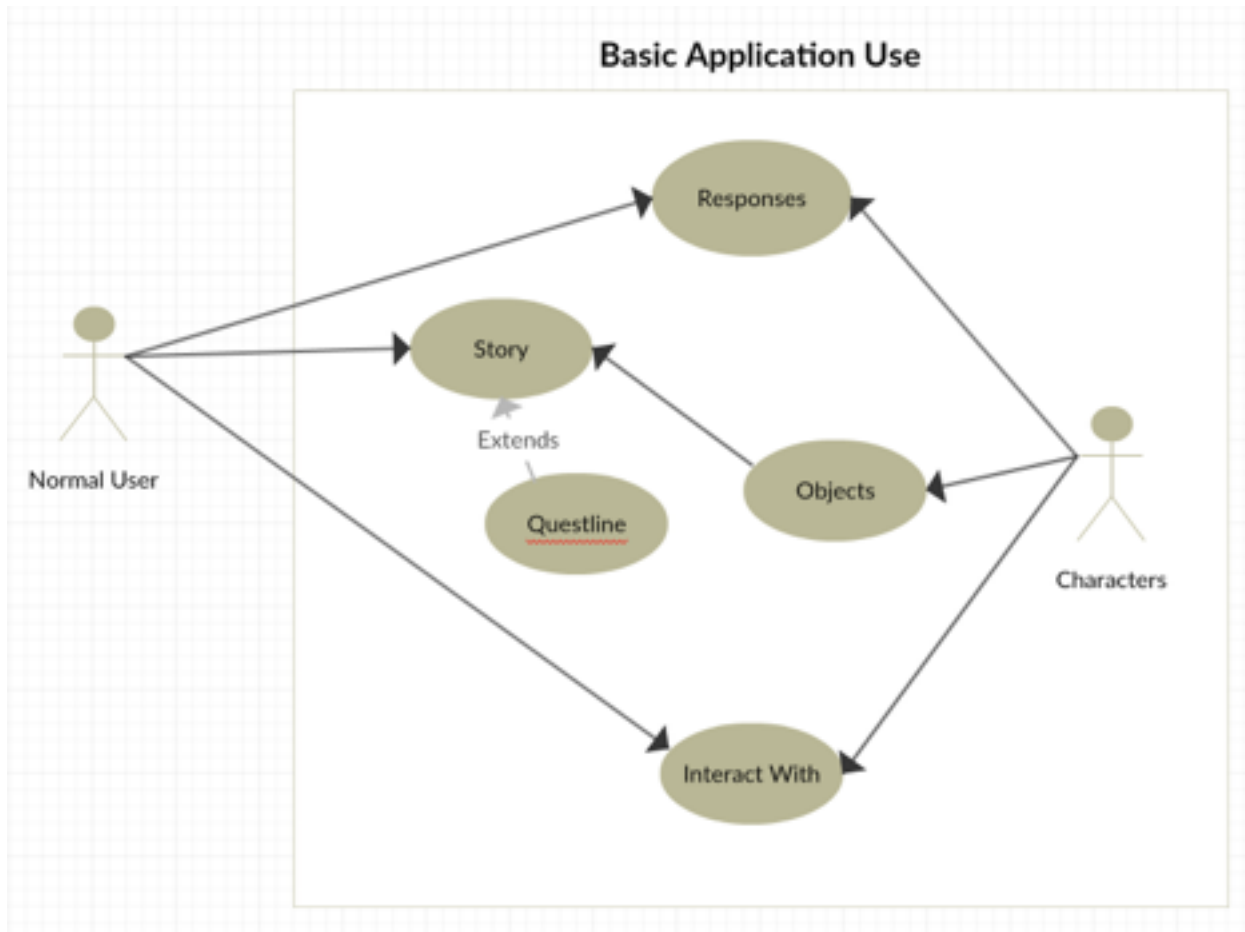 Basic Application Use
Responses
Story
Extends
Normal User
Objects
Questline
Characters
Interact With